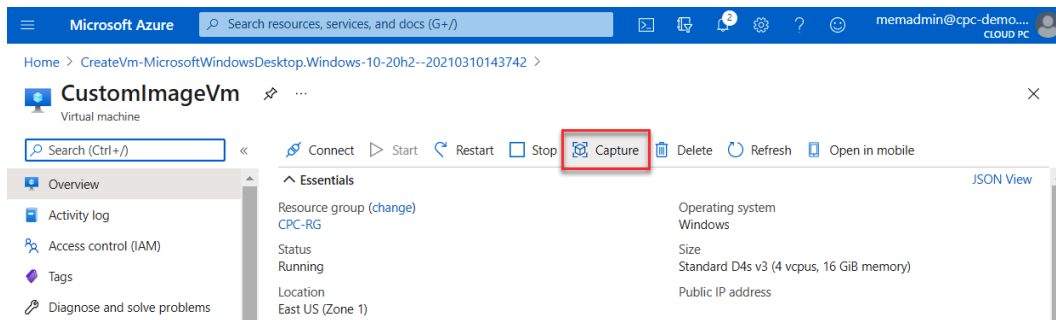 Microsoft Azure
Search resources, services, and docs (G+/)
2
memadmin@cpc-demo....
CLOUD PC
Home > CreateVm-MicrosoftWindowsDesktop.Windows-10-20h2--20210310143742 >
CustomImageVm
...
Virtual machine
Search (Ctrl+/)
«
Connect
Start
Restart
Stop
Capture
Delete
Refresh
Open in mobile
Overview
Activity log
Access control (IAM)
Tags
Diagnose and solve problems
Essentials
JSON View
Resource group (change)
CPC-RG
Status
Running
Location
East US (Zone 1)
Operating system
Windows
Size
Standard D4s v3 (4 vcpus, 16 GiB memory)
Public IP address